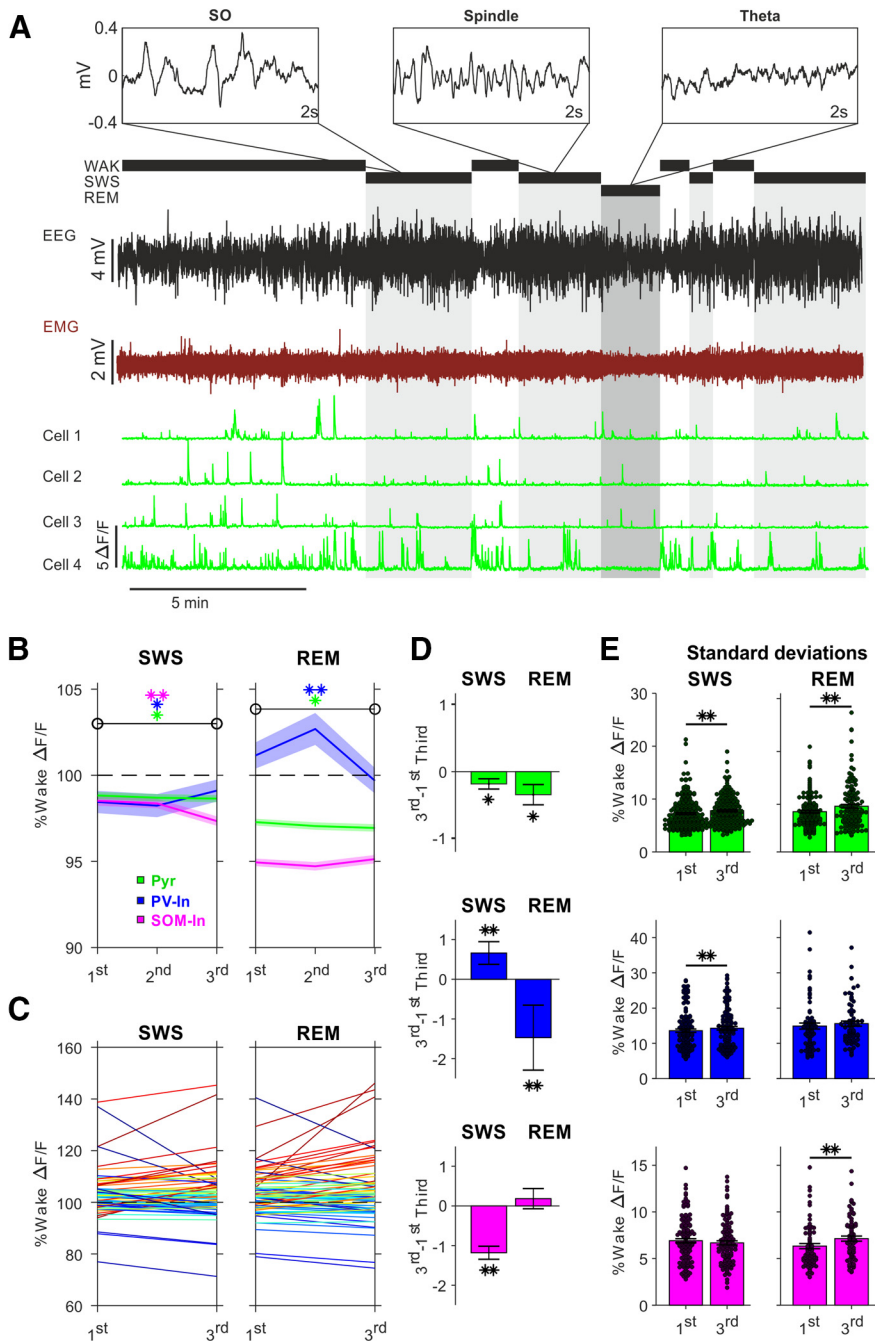 A
SO Spindle Theta
0.4
0
-0.4
mV
2s 2s 2s
WAK
SWS
REM
EEG
4 mV
EMG
2 mV
Cell 1
Cell 2
Cell 3
Cell 4
5 ΔF/F
5 min
B
SWS REM
105
100
95
90
%Wake ΔF/F
** **
* *
*
Pyr
PV-In
SOM-In
1st 2nd 3rd 1st 2nd 3rd
C
SWS REM
160
140
120
100
80
60
%Wake ΔF/F
1st 3rd 1st 3rd
D
SWS REM
1
0
-1
3rd-1st Third
* *
SWS REM
1
0
-1
-2
3rd-1st Third
** **
SWS REM
1
0
-1
-2
3rd-1st Third
**
E
Standard deviations
SWS REM
30
20
10
0
%Wake ΔF/F
** **
1st 3rd 1st 3rd
40
30
20
10
0
%Wake ΔF/F
**
1st 3rd 1st 3rd
20
15
10
5
0
%Wake ΔF/F
**
1st 3rd 1st 3rd